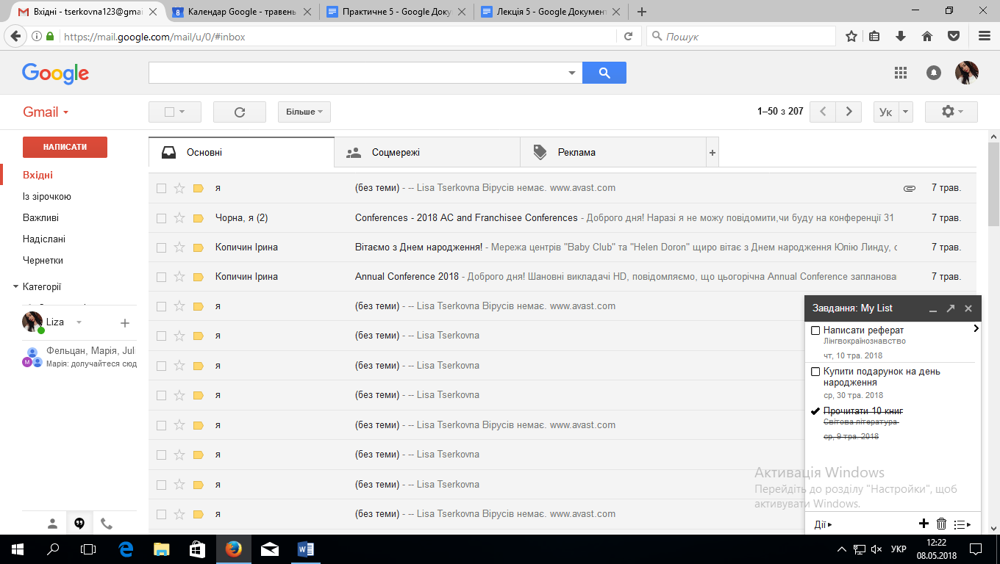 Вхідні - tserkovna123@gmai
Календар Google - травень
Практичне 5 - Google Доку
Лекція 5 - Google Документ
https://mail.google.com/mail/u/0/#inbox
Пошук
Google
Gmail
Більше
1–50 з 207
Ук
НАПИСАТИ
Основні
Соцмережі
Реклама
Вхідні
Із зірочкою
Важливі
Надіслані
Чернетки
Категорії
Liza
Фельцан, Марія, Juli
Марія: долучайтеся сюд
я (без теми) - -- Lisa Tserkovna Вірусів немає. www.avast.com 7 трав.
Чорна, я (2) Conferences - 2018 AC and Franchisee Conferences - Доброго дня! Наразі я не можу повідомити,чи буду на конференції 31 7 трав.
Копичин Ірина Вітаємо з Днем народження! - Мережа центрів "Baby Club" та "Helen Doron" щиро вітає з Днем народження Юлію Линду, с 7 трав.
Копичин Ірина Annual Conference 2018 - Доброго дня! Шановні викладачі HD, повідомляємо, що цьогорічна Annual Conference запланова 7 трав.
я (без теми) - -- Lisa Tserkovna Вірусів немає. www.avast.com
я (без теми) - -- Lisa Tserkovna
я (без теми) - -- Lisa Tserkovna
я (без теми) - -- Lisa Tserkovna
я (без теми) - -- Lisa Tserkovna Вірусів немає. www.avast.com
я (без теми) - -- Lisa Tserkovna
я (без теми) - -- Lisa Tserkovna
я (без теми) - -- Lisa Tserkovna Вірусів немає. www.avast.com
Завдання: My List
Написати реферат
Лінгвокраїнознавство
чт, 10 тра. 2018
Купити подарунок на день
народження
ср, 30 тра. 2018
Прочитати 10 книг
Світова література
ср, 9 тра. 2018
Активація Windows
Перейдіть до розділу "Настройки", щоб
активувати Windows.
Дії
УКР
12:22
08.05.2018